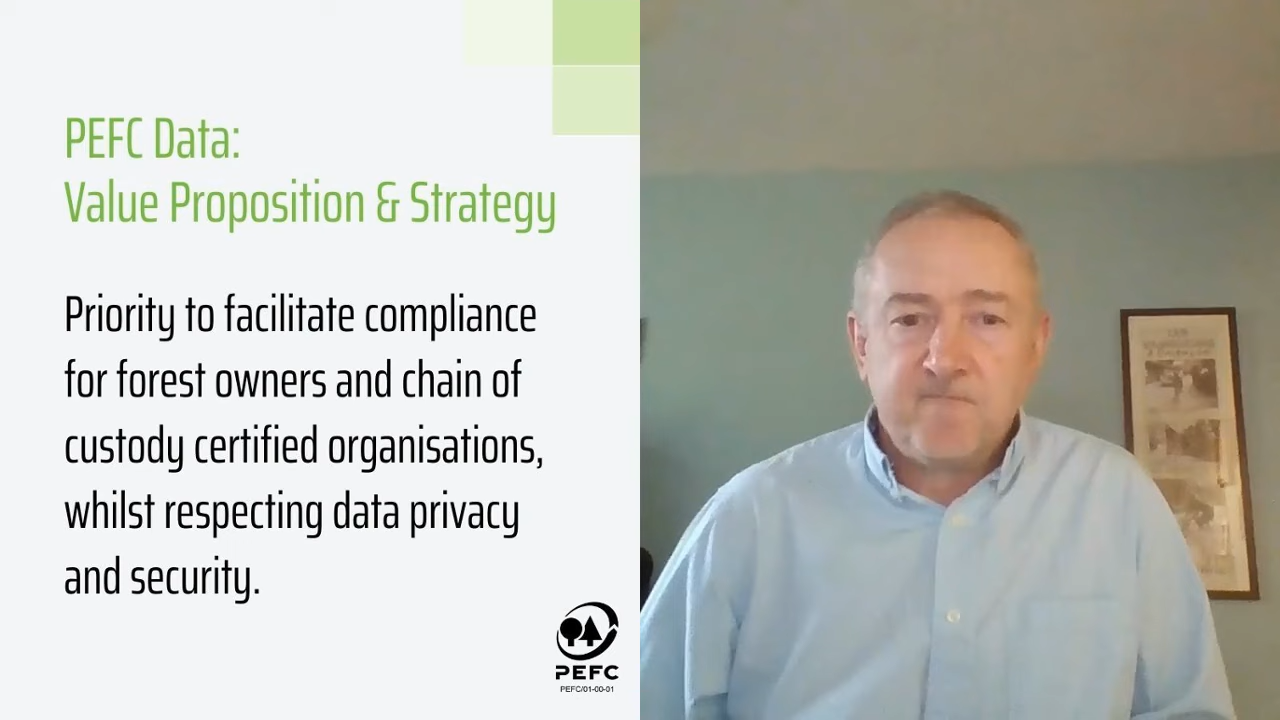 PEFC Data:
Value Proposition & Strategy
Priority to facilitate compliance
for forest owners and chain of
custody certified organisations,
whilst respecting data privacy
and security.
PEFC
PEFC/01-00-01